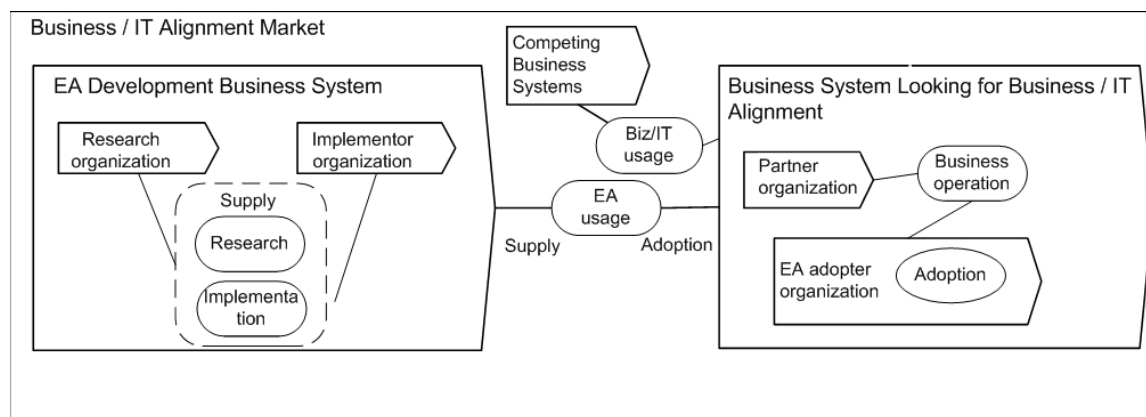 Business / IT Alignment Market
EA Development Business System
Research
organization
Implementor
organization
Supply
Research
Implementa
tion
Competing
Business
Systems
Biz/IT
usage
EA
usage
Supply
Adoption
Business System Looking for Business / IT
Alignment
Partner
organization
Business
operation
EA adopter
organization
Adoption